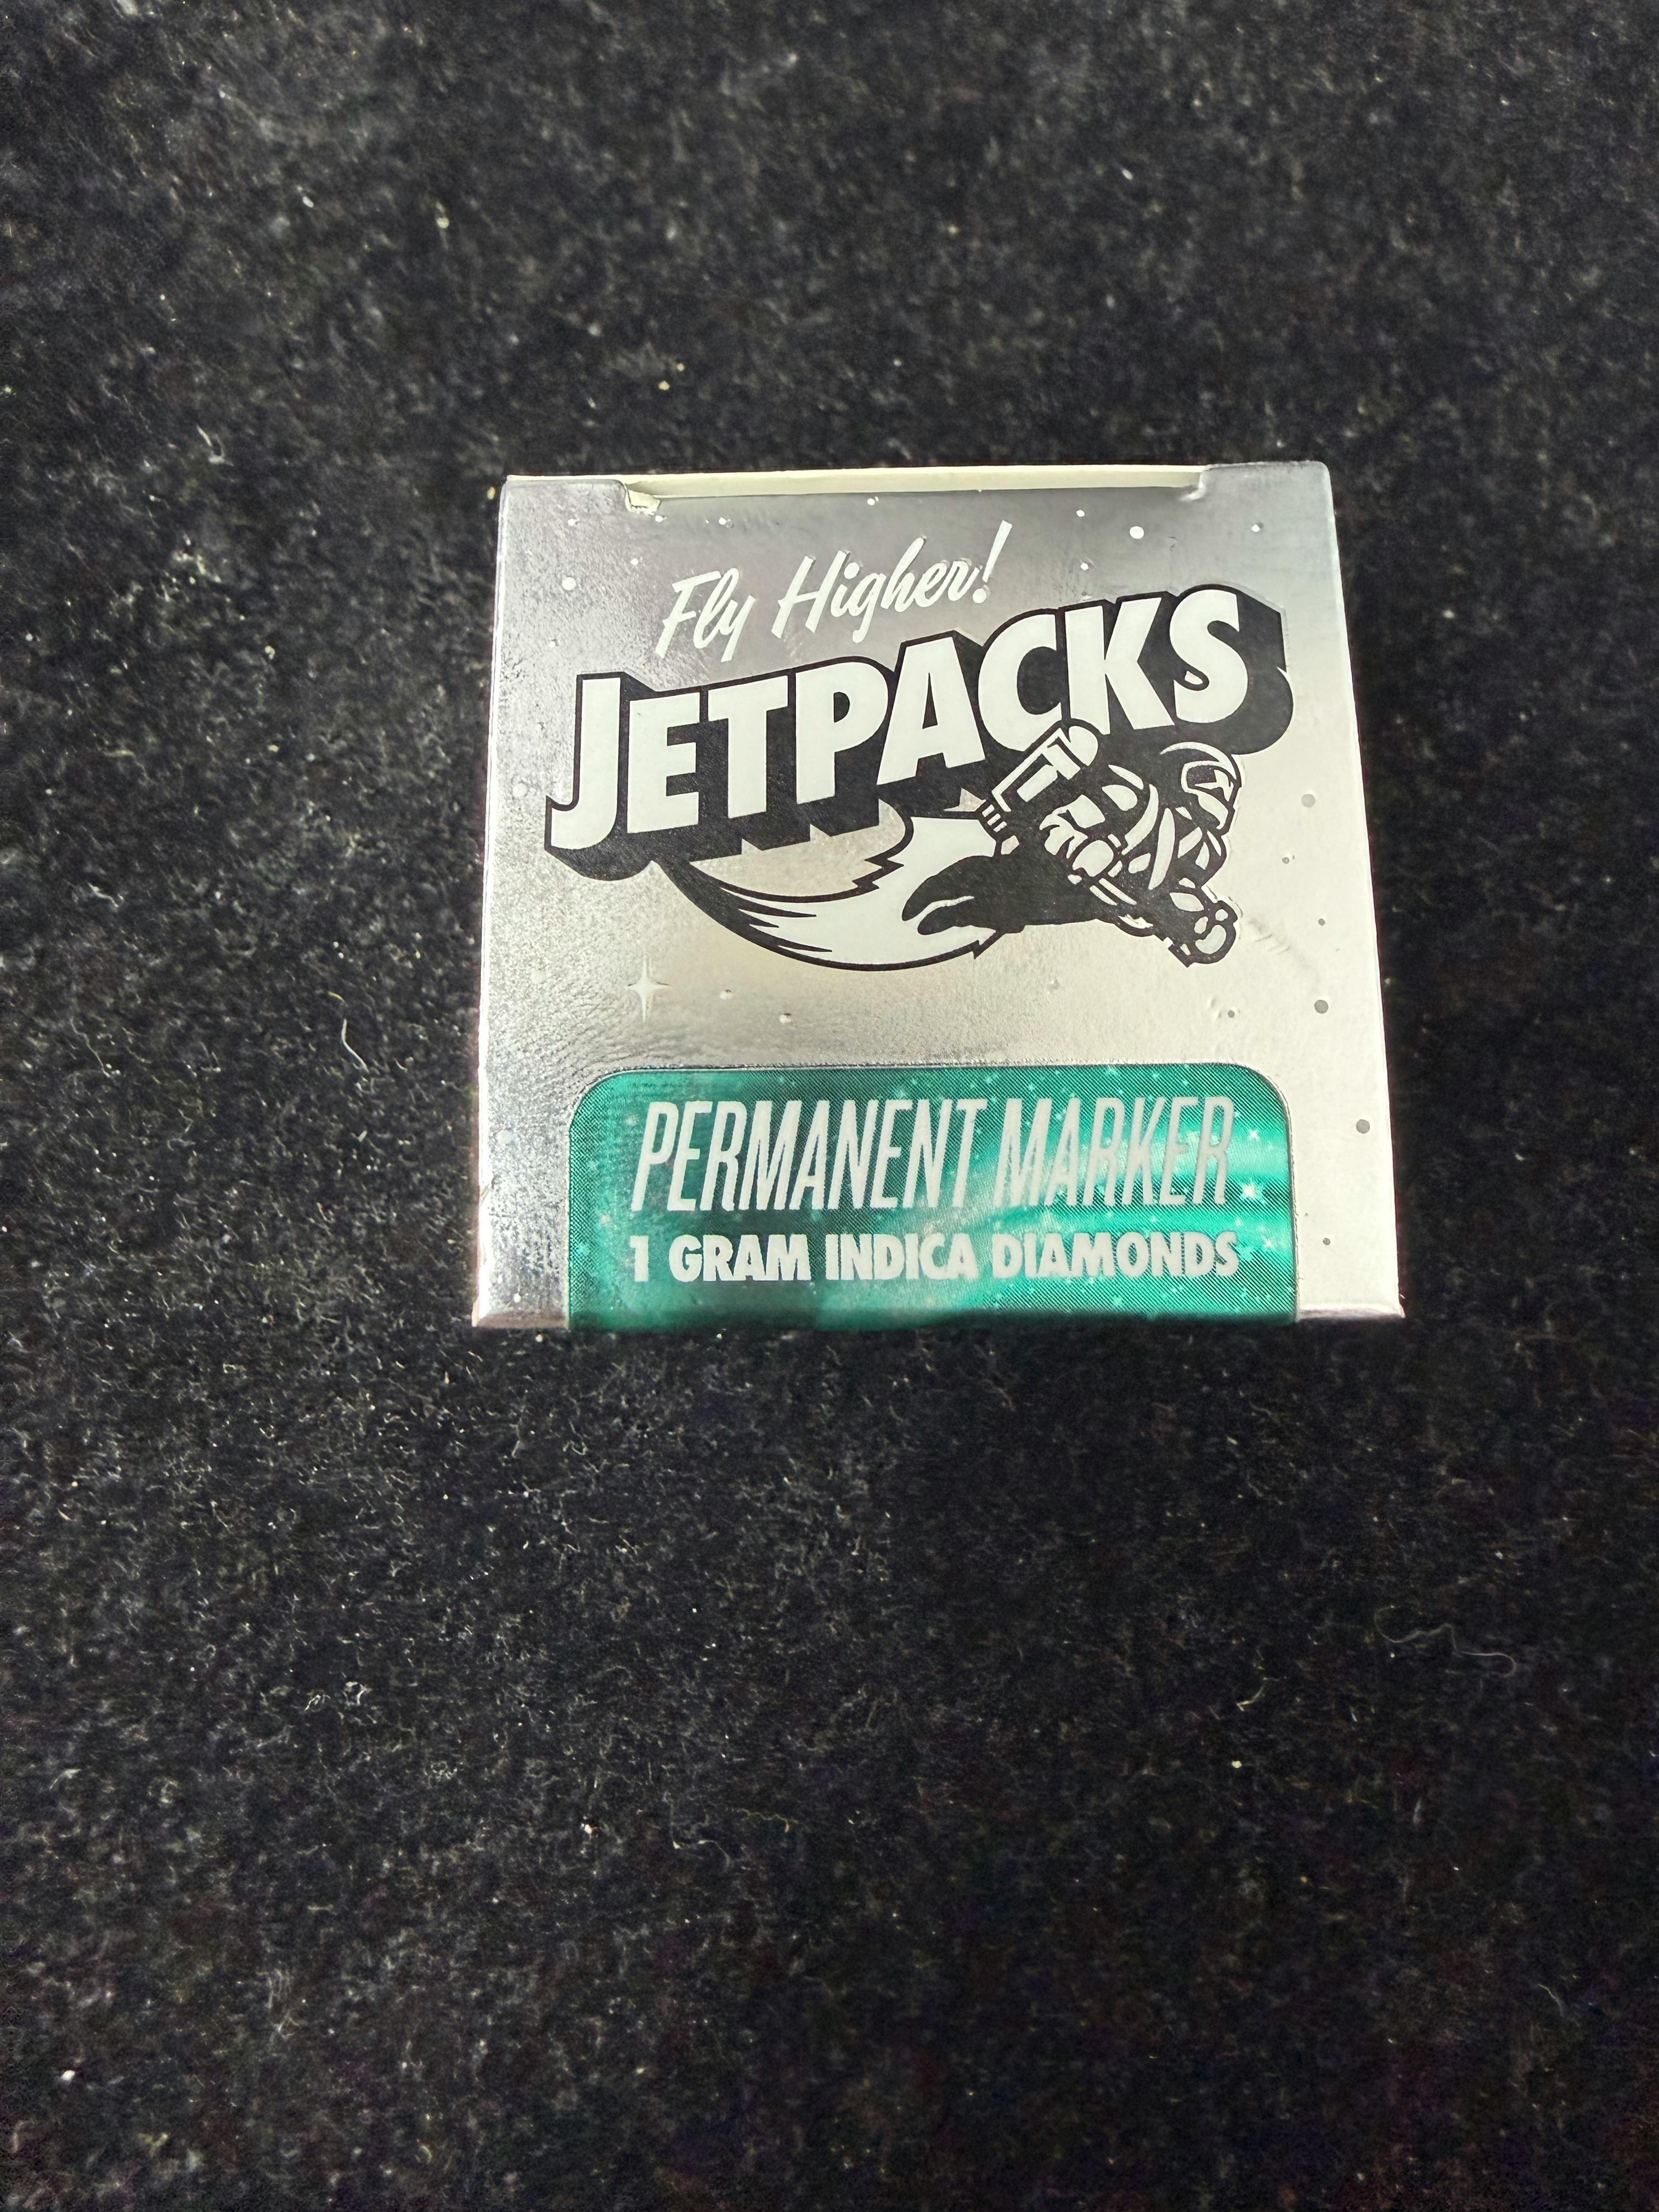 Fly Higher!
JETPACKS
PERMANENT MARKER
1 GRAM INDICA DIAMONDS